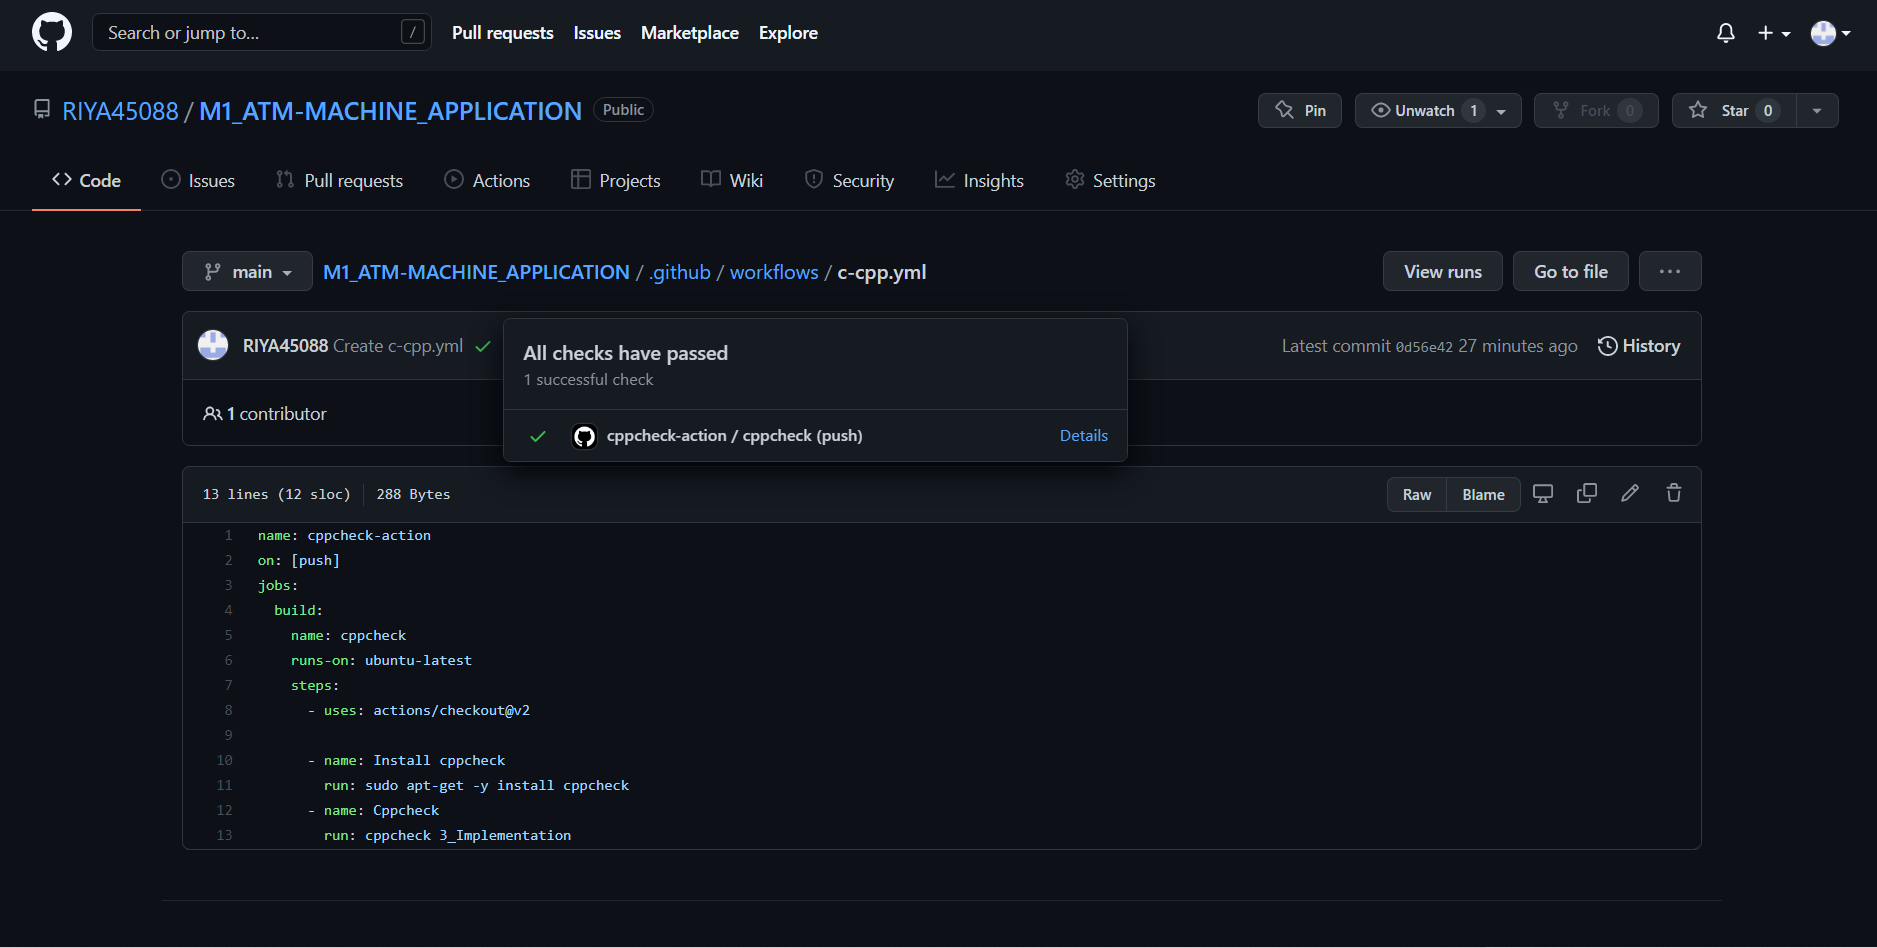 Search or jump to... /
Pull requests Issues Marketplace Explore
RIYA45088 / M1_ATM-MACHINE_APPLICATION Public
Pin Unwatch 1 Fork 0 Star 0
Code Issues Pull requests Actions Projects Wiki Security Insights Settings
main M1_ATM-MACHINE_APPLICATION / .github / workflows / c-cpp.yml
View runs Go to file ...
RIYA45088 Create c-cpp.yml
Latest commit 0d56e42 27 minutes ago History
All checks have passed
1 successful check
cppcheck-action / cppcheck (push) Details
1 contributor
13 lines (12 sloc) 288 Bytes
Raw Blame
1 name: cppcheck-action
2 on: [push]
3 jobs:
4 build:
5 name: cppcheck
6 runs-on: ubuntu-latest
7 steps:
8 - uses: actions/checkout@v2
9
10 - name: Install cppcheck
11 run: sudo apt-get -y install cppcheck
12 - name: Cppcheck
13 run: cppcheck 3_Implementation